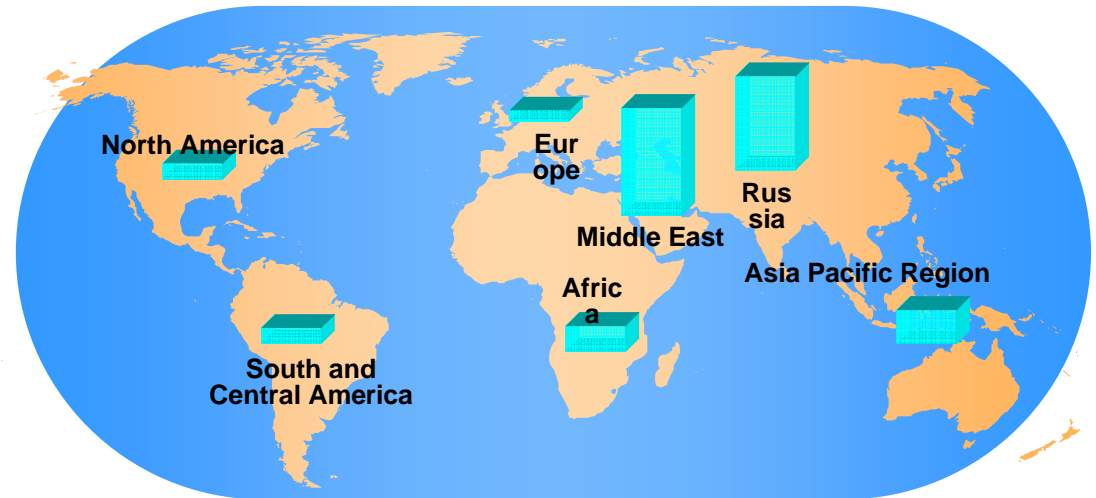 North America
Eur
ope
Rus
sia
Middle East
Asia Pacific Region
Afric
a
South and
Central America